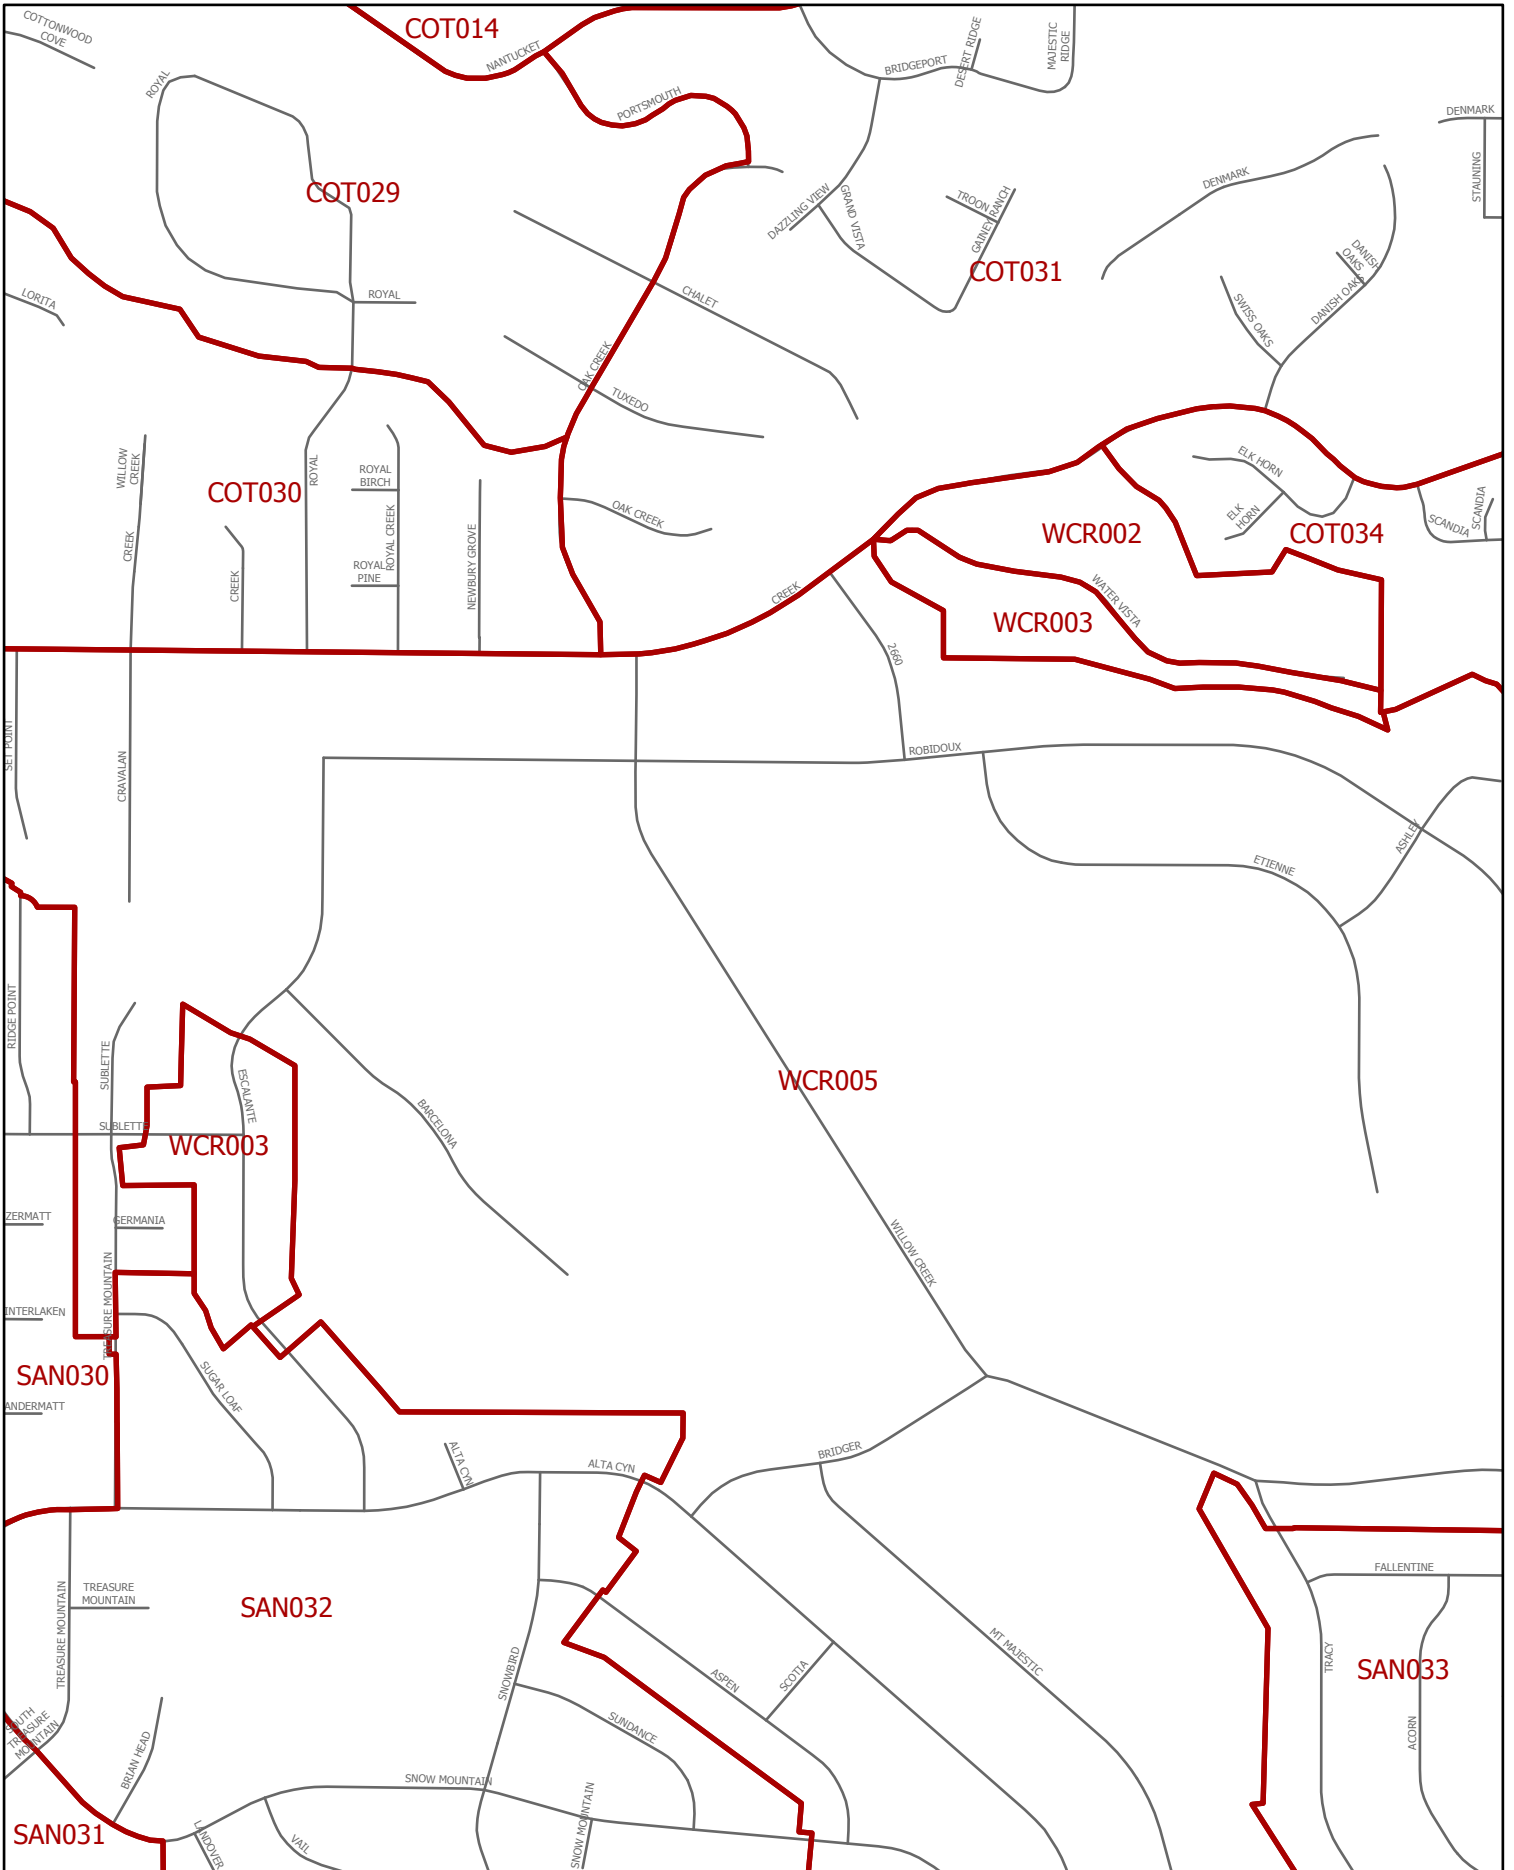 COTTONWOOD
COVE
COT014
NANTUCKET
ROYAL
PORTSMOUTH
BRIDGEPORT
DESERT RIDGE
MAJESTIC
RIDGE
DENMARK
STAUNING
DENMARK
COT029
DAZZLING VIEW
GRAND VISTA
TROON
GAINEY RANCH
COT031
DANISH
OAKS
DANISH OAKS
SWISS OAKS
LORITA
ROYAL
CHALET
OAK CREEK
TUXEDO
WILLOW
CREEK
CREEK
COT030
ROYAL
ROYAL
BIRCH
ROYAL CREEK
ROYAL
PINE
CREEK
NEWBURY GROVE
OAK CREEK
CREEK
ELK HORN
ELK
HORN
WCR002
COT034
SCANDIA
SCANDIA
WATER VISTA
WCR003
2660
ROBIDOUX
SET POINT
CRAVALAN
ASHLEY
ETIENNE
RIDGE POINT
SUBLETTE
SUBLETTE
ESCALANTE
WCR003
BARCELONA
WCR005
WILLOW CREEK
ZERMATT
GERMANIA
TREASURE MOUNTAIN
INTERLAKEN
SAN030
ANDERMATT
SUGAR LOAF
ALTA CYN
ALTA CYN
BRIDGER
TREASURE
MOUNTAIN
TREASURE MOUNTAIN
SAN032
FALLENTINE
MT MAJESTIC
TRACY
SAN033
ACORN
SNOWBIRD
ASPEN
SCOTIA
SUNDANCE
SOUTH
TREASURE
MOUNTAIN
BRIAN HEAD
SNOW MOUNTAIN
SNOW MOUNTAIN
SAN031
LANDOVER
VAIL